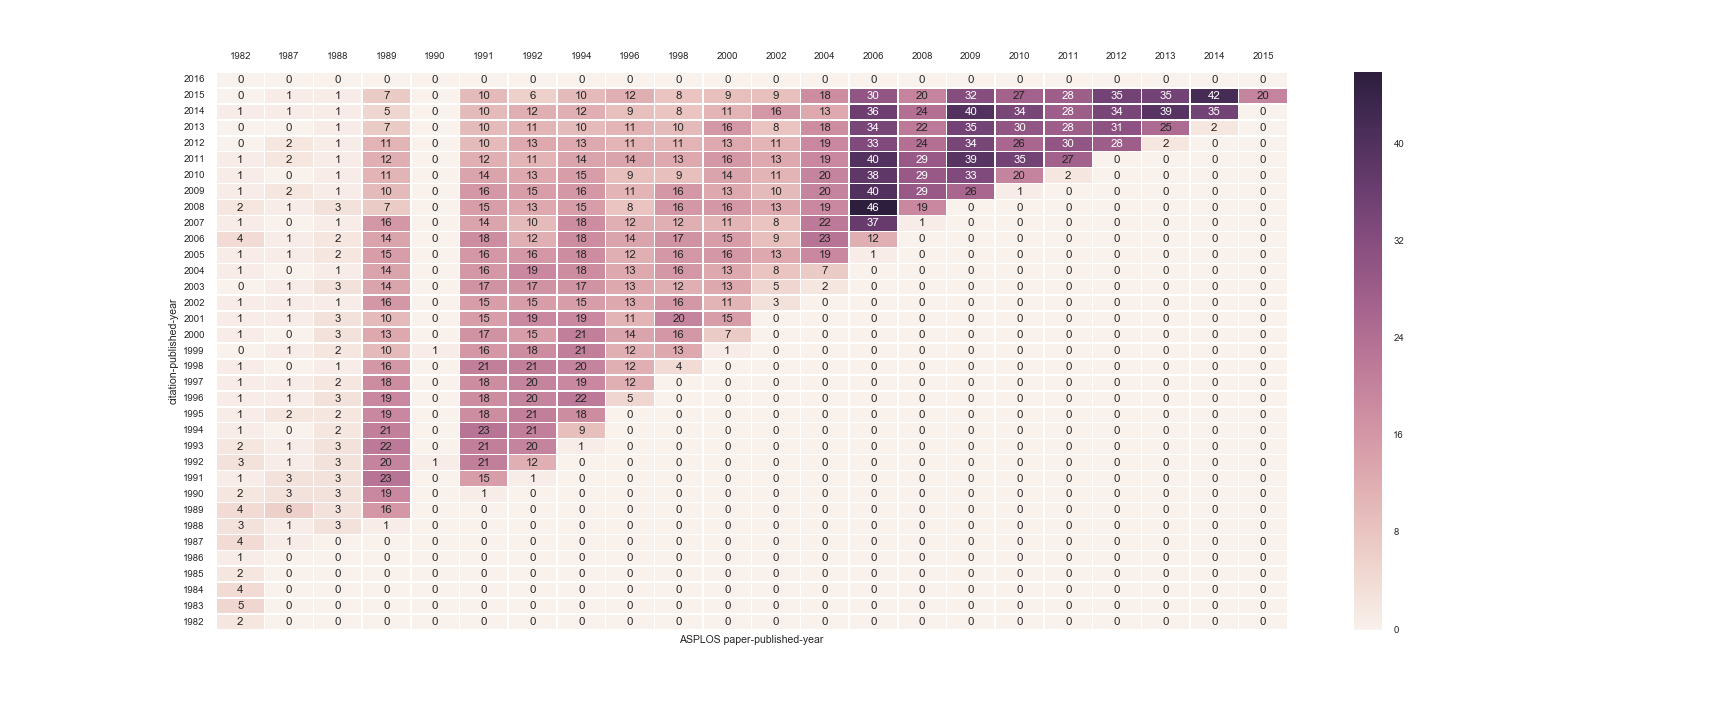 1982 1987 1988 1989 1990 1991 1992 1994 1996 1998 2000 2002 2004 2006 2008 2009 2010 2011 2012 2013 2014 2015
2016 0 0 0 0 0 0 0 0 0 0 0 0 0 0 0 0 0 0 0 0 0 0
2015 0 1 1 7 0 10 6 10 12 8 9 9 18 30 20 32 27 28 35 35 42 20
2014 1 1 1 5 0 10 12 12 9 8 11 16 13 36 24 40 34 28 34 39 35 0
2013 0 0 1 7 0 10 11 10 11 10 16 8 18 34 22 35 30 28 31 25 2 0
2012 0 2 1 11 0 10 13 13 11 11 13 11 19 33 24 34 26 30 28 2 0 0
40
2011 1 2 1 12 0 12 11 14 14 13 16 13 19 40 29 39 35 27 0 0 0 0
2010 1 0 1 11 0 14 13 15 9 9 14 11 20 38 29 33 20 2 0 0 0 0
2009 1 2 1 10 0 16 15 16 11 16 13 10 20 40 29 26 1 0 0 0 0 0
2008 2 1 3 7 0 15 13 15 8 16 16 13 19 46 19 0 0 0 0 0 0 0
2007 1 0 1 16 0 14 10 18 12 12 11 8 22 37 1 0 0 0 0 0 0 0
2006 4 1 2 14 0 18 12 18 14 17 15 9 23 12 0 0 0 0 0 0 0 0
32
2005 1 1 2 15 0 16 16 18 12 16 16 13 19 1 0 0 0 0 0 0 0 0
2004 1 0 1 14 0 16 19 18 13 16 13 8 7 0 0 0 0 0 0 0 0 0
2003 0 1 3 14 0 17 17 17 13 12 13 5 2 0 0 0 0 0 0 0 0 0
2002 1 1 1 16 0 15 15 15 13 16 11 3 0 0 0 0 0 0 0 0 0 0
2001 1 1 3 10 0 15 19 19 11 20 15 0 0 0 0 0 0 0 0 0 0 0
2000 1 0 3 13 0 17 15 21 14 16 7 0 0 0 0 0 0 0 0 0 0 0
24
1999 0 1 2 10 1 16 18 21 12 13 1 0 0 0 0 0 0 0 0 0 0 0
citation-published-year
1998 1 0 1 16 0 21 21 20 12 4 0 0 0 0 0 0 0 0 0 0 0 0
1997 1 1 2 18 0 18 20 19 12 0 0 0 0 0 0 0 0 0 0 0 0 0
1996 1 1 3 19 0 18 20 22 5 0 0 0 0 0 0 0 0 0 0 0 0 0
1995 1 2 2 19 0 18 21 18 0 0 0 0 0 0 0 0 0 0 0 0 0 0
1994 1 0 2 21 0 23 21 9 0 0 0 0 0 0 0 0 0 0 0 0 0 0
16
1993 2 1 3 22 0 21 20 1 0 0 0 0 0 0 0 0 0 0 0 0 0 0
1992 3 1 3 20 1 21 12 0 0 0 0 0 0 0 0 0 0 0 0 0 0 0
1991 1 3 3 23 0 15 1 0 0 0 0 0 0 0 0 0 0 0 0 0 0 0
1990 2 3 3 19 0 1 0 0 0 0 0 0 0 0 0 0 0 0 0 0 0 0
1989 4 6 3 16 0 0 0 0 0 0 0 0 0 0 0 0 0 0 0 0 0 0
1988 3 1 3 1 0 0 0 0 0 0 0 0 0 0 0 0 0 0 0 0 0 0
8
1987 4 1 0 0 0 0 0 0 0 0 0 0 0 0 0 0 0 0 0 0 0 0
1986 1 0 0 0 0 0 0 0 0 0 0 0 0 0 0 0 0 0 0 0 0 0
1985 2 0 0 0 0 0 0 0 0 0 0 0 0 0 0 0 0 0 0 0 0 0
1984 4 0 0 0 0 0 0 0 0 0 0 0 0 0 0 0 0 0 0 0 0 0
1983 5 0 0 0 0 0 0 0 0 0 0 0 0 0 0 0 0 0 0 0 0 0
1982 2 0 0 0 0 0 0 0 0 0 0 0 0 0 0 0 0 0 0 0 0 0
0
ASPLOS paper-published-year